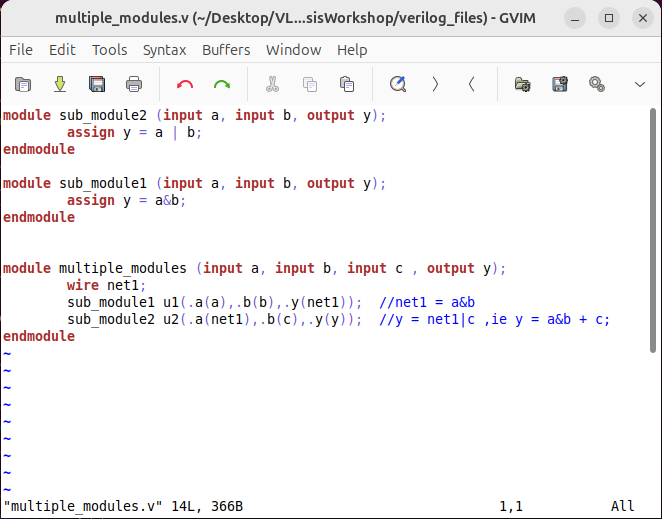 multiple_modules.v (~/Desktop/VL...sisWorkshop/verilog_files) - GVIM
File Edit Tools Syntax Buffers Window Help
module sub_module2 (input a, input b, output y);
        assign y = a | b;
endmodule

module sub_module1 (input a, input b, output y);
        assign y = a&b;
endmodule


module multiple_modules (input a, input b, input c , output y);
        wire net1;
        sub_module1 u1(.a(a),.b(b),.y(net1));  //net1 = a&b
        sub_module2 u2(.a(net1),.b(c),.y(y));  //y = net1|c ,ie y = a&b + c;
endmodule
~
~
~
~
~
~
~
~
~
"multiple_modules.v" 14L, 366B 1,1 All